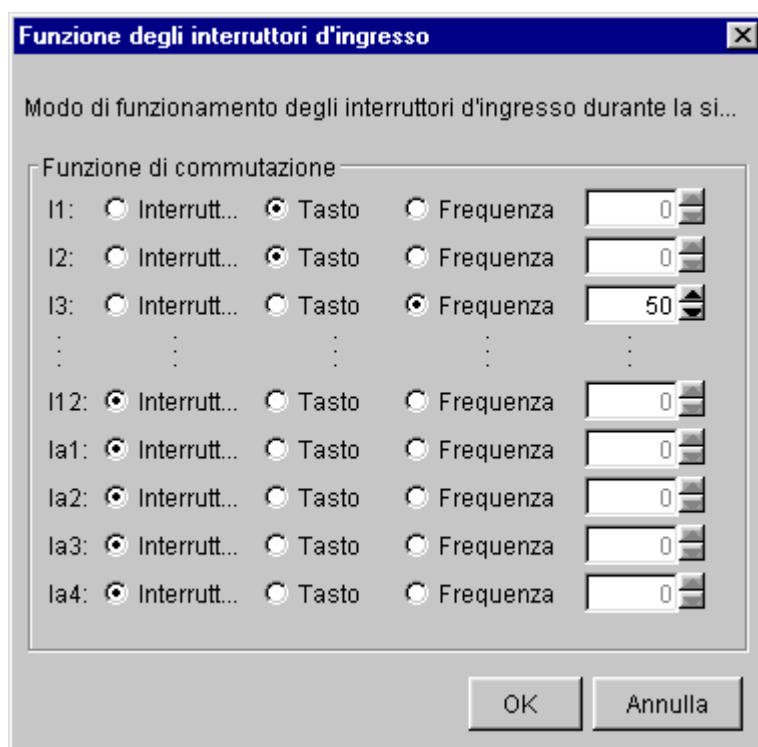 Funzione degli interruttori d'ingresso
Modo di funzionamento degli interruttori d'ingresso durante la si...
Funzione di commutazione
I1: Interrutt... Tasto Frequenza 0
I2: Interrutt... Tasto Frequenza 0
I3: Interrutt... Tasto Frequenza 50
I12: Interrutt... Tasto Frequenza 0
Ia1: Interrutt... Tasto Frequenza 0
Ia2: Interrutt... Tasto Frequenza 0
Ia3: Interrutt... Tasto Frequenza 0
Ia4: Interrutt... Tasto Frequenza 0
OK Annulla